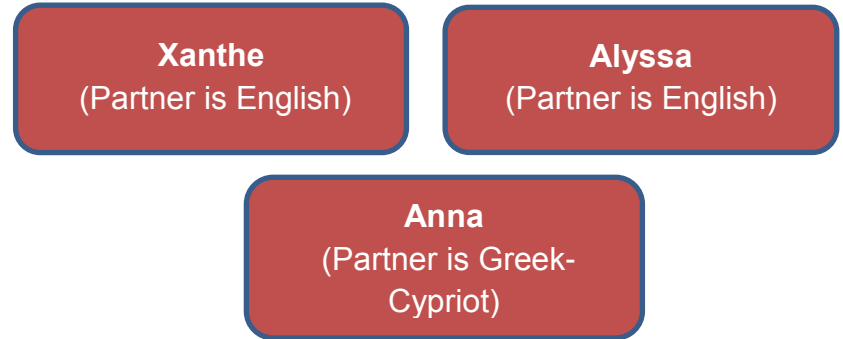 Xanthe
(Partner is English)
Alyssa
(Partner is English)
Anna
(Partner is Greek-
Cypriot)